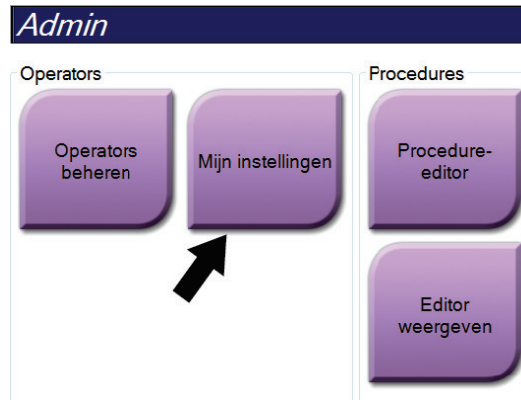 Admin
Operators
Operators
beheren
Mijn instellingen
Procedures
Procedure-
editor
Editor
weergeven